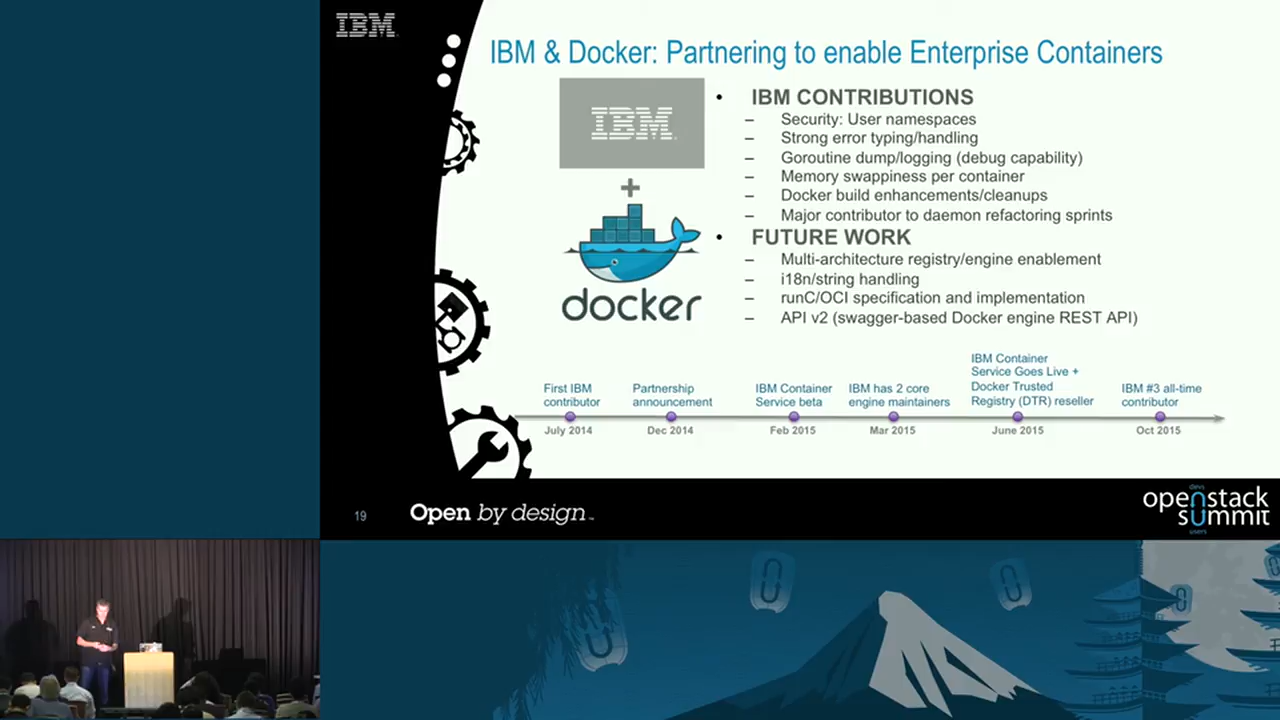 IBM
IBM & Docker: Partnering to enable Enterprise Containers
IBM
+
docker
• IBM CONTRIBUTIONS
– Security: User namespaces
– Strong error typing/handling
– Goroutine dump/logging (debug capability)
– Memory swappiness per container
– Docker build enhancements/cleanups
– Major contributor to daemon refactoring sprints
• FUTURE WORK
– Multi-architecture registry/engine enablement
– i18n/string handling
– runC/OCI specification and implementation
– API v2 (swagger-based Docker engine REST API)
First IBM
contributor
July 2014
Partnership
announcement
Dec 2014
IBM Container
Service beta
Feb 2015
IBM has 2 core
engine maintainers
Mar 2015
IBM Container
Service Goes Live +
Docker Trusted
Registry (DTR) reseller
June 2015
IBM #3 all-time
contributor
Oct 2015
19
Open by design™
devs
openstack
summit
users